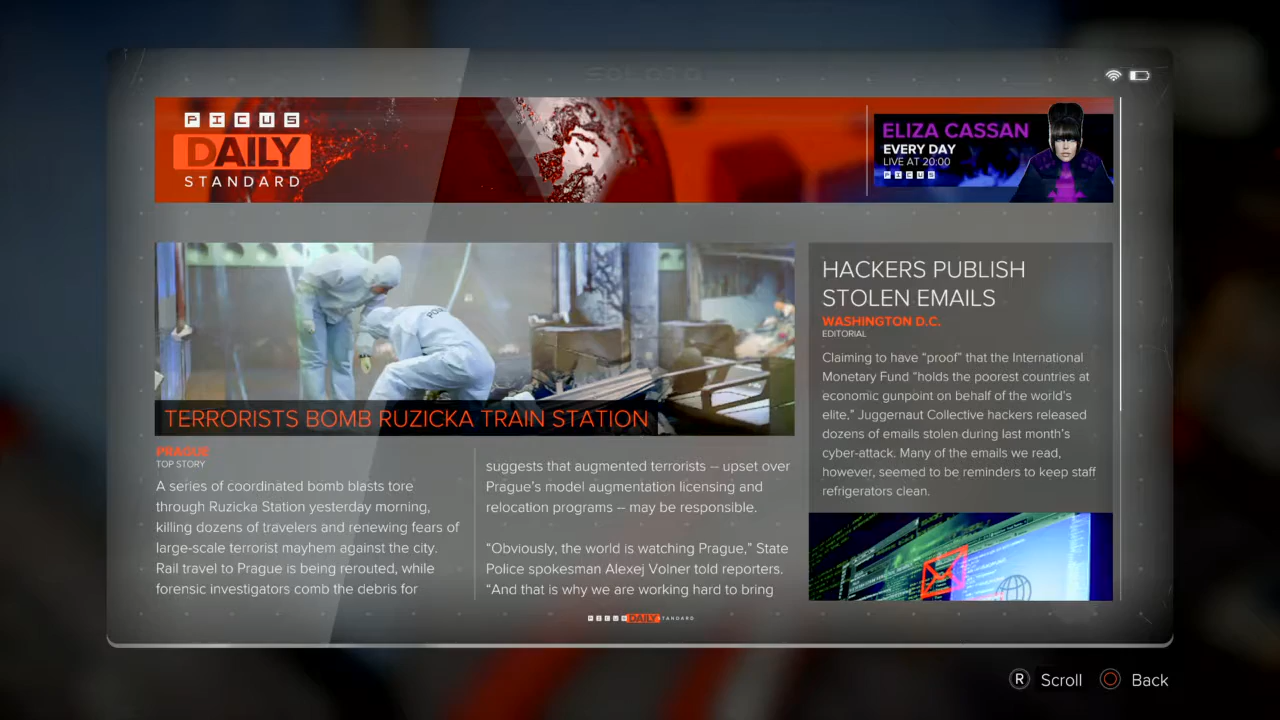 PICUS
DAILY
STANDARD
ELIZA CASSAN
EVERY DAY
LIVE AT 20:00
PICUS
TERRORISTS BOMB RUZICKA TRAIN STATION
PRAGUE
TOP STORY
A series of coordinated bomb blasts tore
through Ruzicka Station yesterday morning,
killing dozens of travelers and renewing fears of
large-scale terrorist mayhem against the city.
Rail travel to Prague is being rerouted, while
forensic investigators comb the debris for
suggests that augmented terrorists – upset over
Prague's model augmentation licensing and
relocation programs – may be responsible.
“Obviously, the world is watching Prague,” State
Police spokesman Alexej Volner told reporters.
“And that is why we are working hard to bring
HACKERS PUBLISH
STOLEN EMAILS
WASHINGTON D.C.
EDITORIAL
Claiming to have “proof” that the International
Monetary Fund “holds the poorest countries at
economic gunpoint on behalf of the world's
elite,” Juggernaut Collective hackers released
dozens of emails stolen during last month's
cyber-attack. Many of the emails we read,
however, seemed to be reminders to keep staff
refrigerators clean.
PICUS DAILY STANDARD
R Scroll
Back